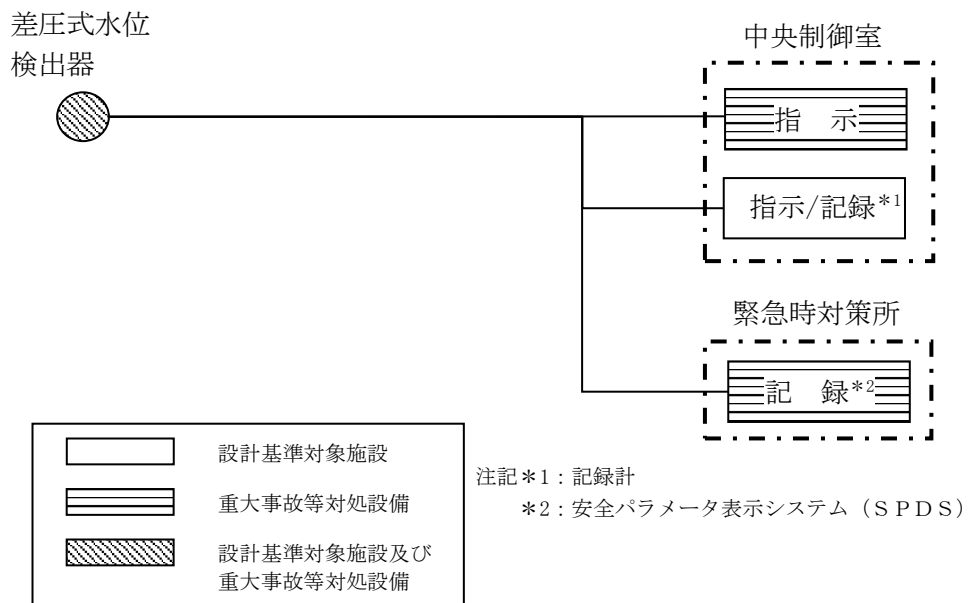 差圧式水位
検出器
中央制御室
指 示
指示/記録*1
緊急時対策所
記 録*2
設計基準対象施設
重大事故等対処設備
設計基準対象施設及び
重大事故等対処設備
注記*1:記録計
*2:安全パラメータ表示システム(SPDS)